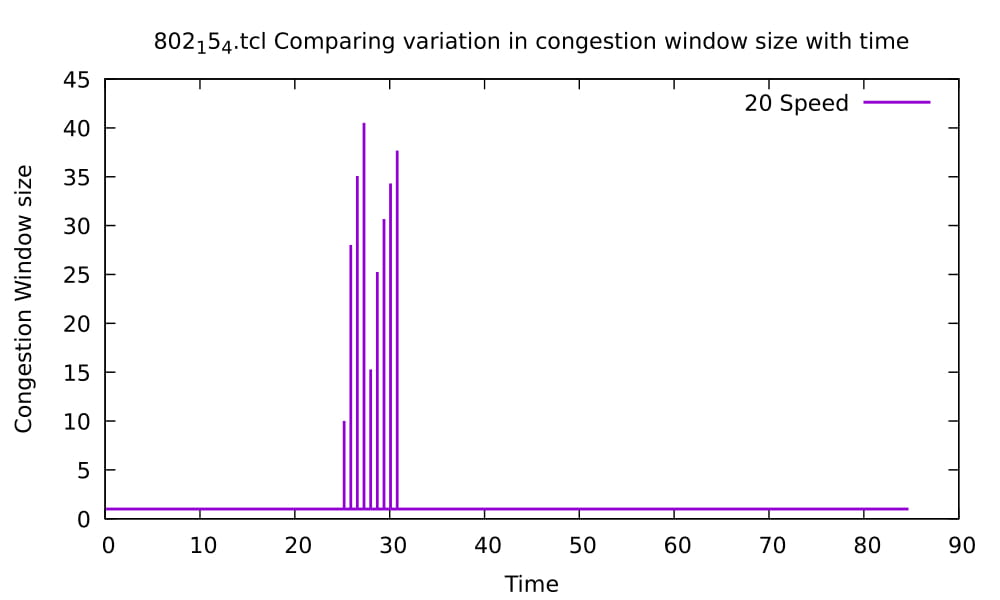 802₁5₄.tcl Comparing variation in congestion window size with time
20 Speed
Congestion Window size
45
40
35
30
25
20
15
10
5
0
0 10 20 30 40 50 60 70 80 90
Time